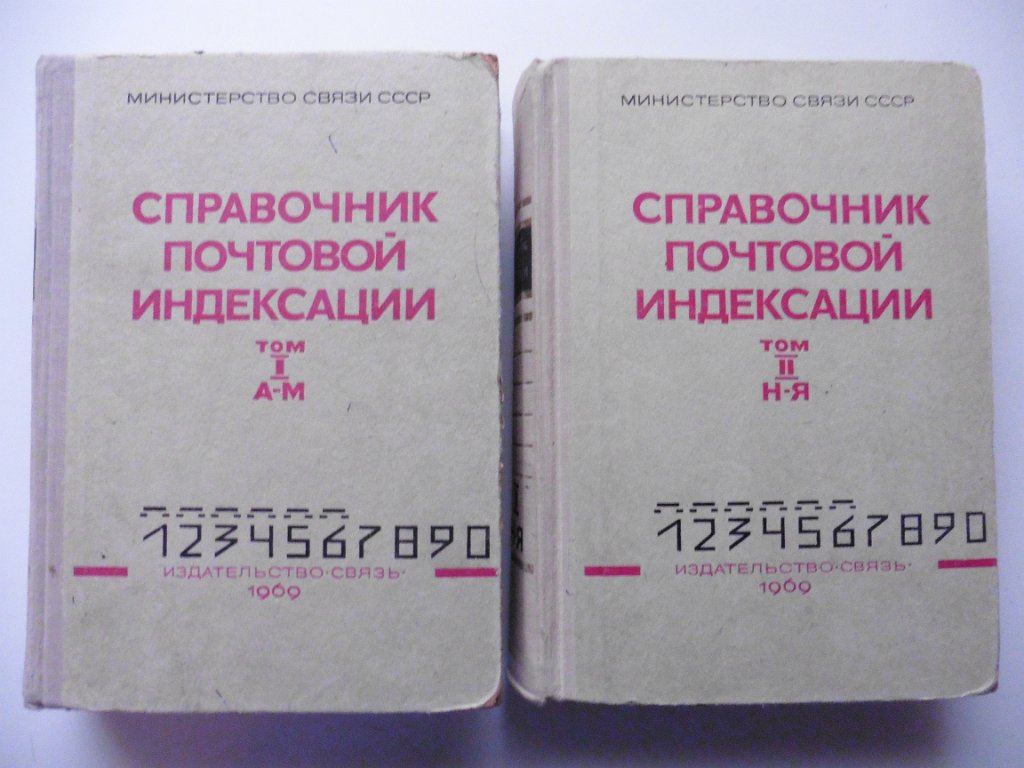 МИНИСТЕРСТВО СВЯЗИ СССР
СПРАВОЧНИК
ПОЧТОВОЙ
ИНДЕКСАЦИИ
ТОМ
I
А-М
1234567890
ИЗДАТЕЛЬСТВО·СВЯЗЬ·
1969
МИНИСТЕРСТВО СВЯЗИ СССР
СПРАВОЧНИК
ПОЧТОВОЙ
ИНДЕКСАЦИИ
ТОМ
II
Н-Я
1234567890
ИЗДАТЕЛЬСТВО·СВЯЗЬ·
1969